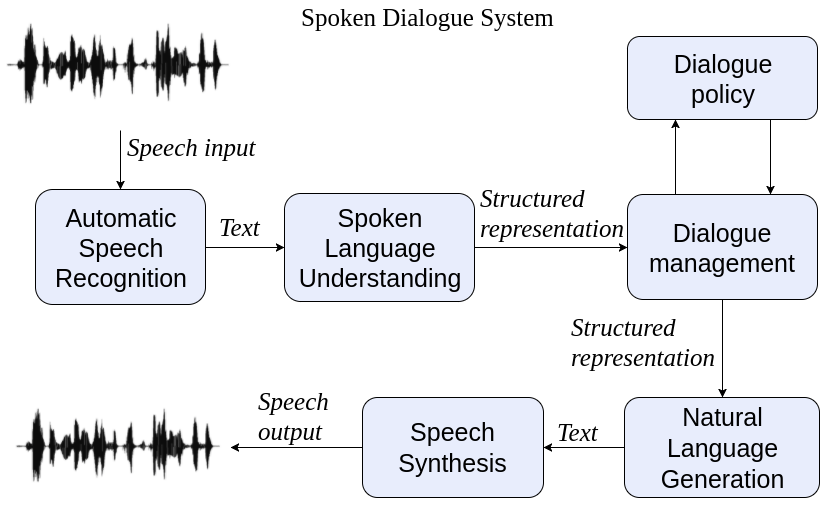 Spoken Dialogue System
Dialogue
policy
Speech input
Automatic
Speech
Recognition
Text
Spoken
Language
Understanding
Structured
representation
Dialogue
management
Structured
representation
Natural
Language
Generation
Text
Speech
Synthesis
Speech
output